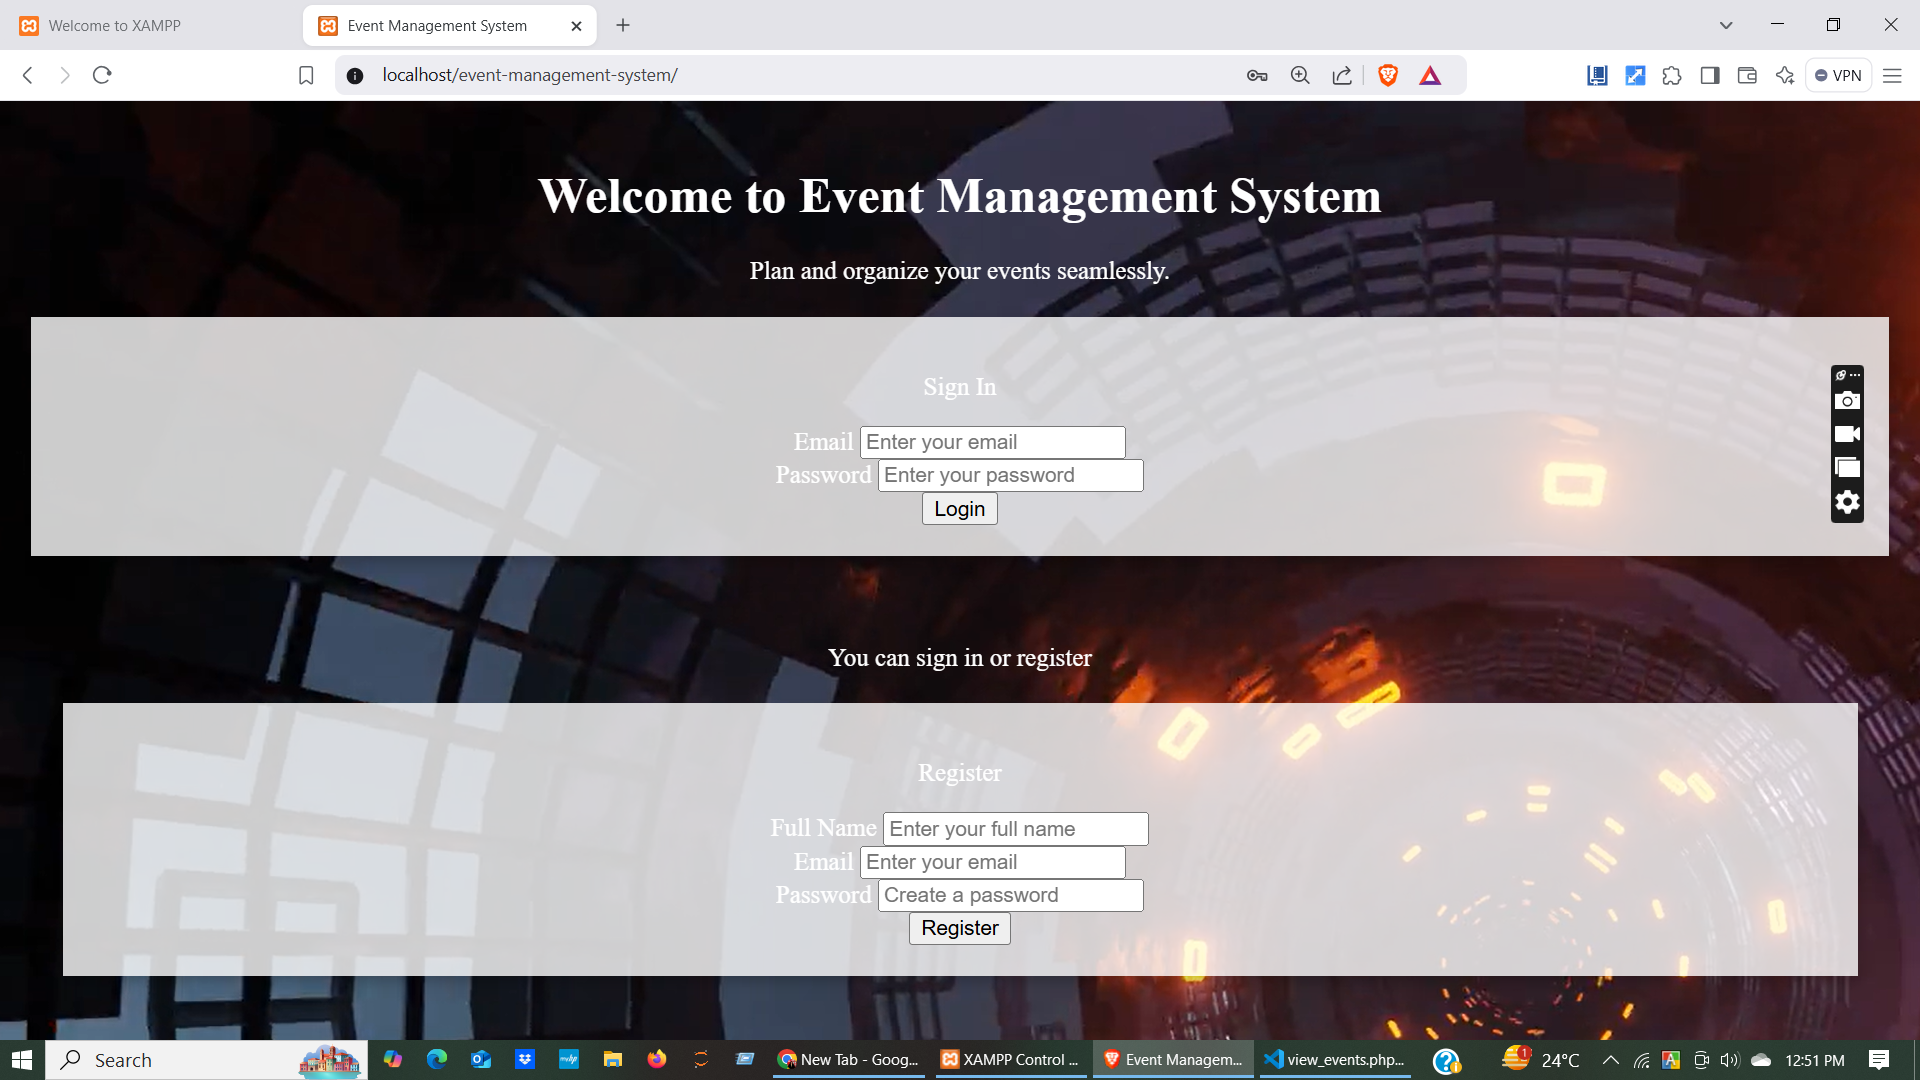 Welcome to XAMPP
Event Management System
localhost/event-management-system/
VPN
Welcome to Event Management System
Plan and organize your events seamlessly.
Sign In
Email Enter your email
Password Enter your password
Login
You can sign in or register
Register
Full Name Enter your full name
Email Enter your email
Password Create a password
Register
Search
New Tab - Goog...
XAMPP Control ...
Event Managem...
view_events.php...
1
24°C
12:51 PM